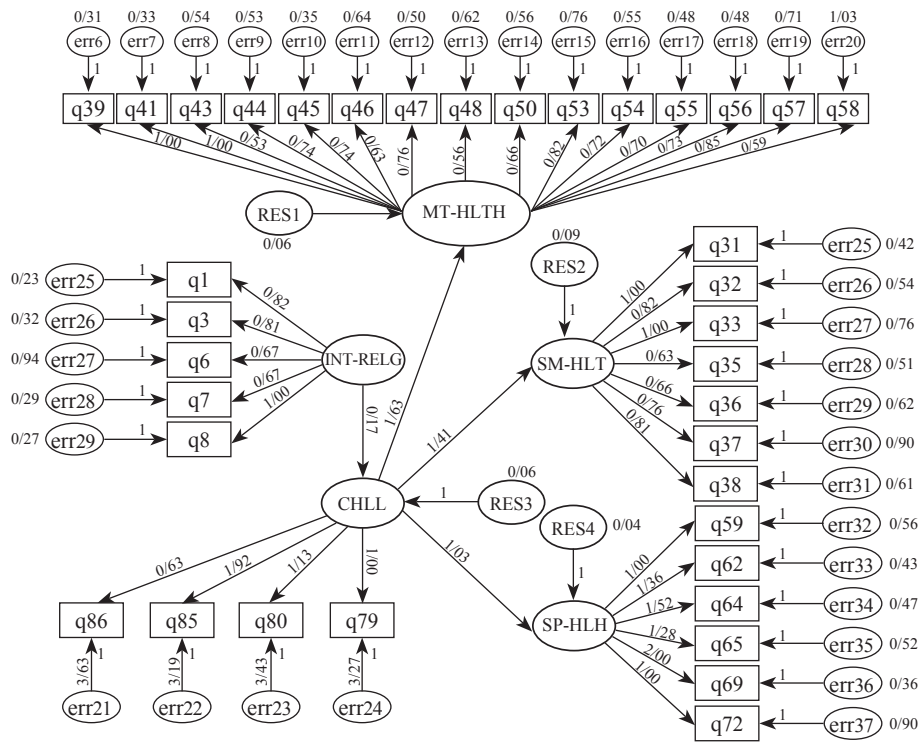 0/31 0/33 0/54 0/53 0/35 0/64 0/50 0/62 0/56 0/76 0/55 0/48 0/48 0/71 1/03
err6 err7 err8 err9 err10 err11 err12 err13 err14 err15 err16 err17 err18 err19 err20
1 1 1 1 1 1 1 1 1 1 1 1 1 1 1
q39 q41 q43 q44 q45 q46 q47 q48 q50 q53 q54 q55 q56 q57 q58
1/00 1/00 0/53 0/74 0/74 0/63 0/76 0/56 0/66 0/82 0/72 0/70 0/73 0/85 0/59
RES1 MT-HLTH
0/06
0/09
RES2
1
0/23 err25 1 q1
0/32 err26 1 q3
0/94 err27 1 q6
0/29 err28 1 q7
0/27 err29 1 q8
0/82
0/81
0/67
0/67
1/00
INT-RELG
0/17
1/63
1/41
SM-HLT
1/00
0/82
1/00
0/63
0/66
0/76
0/81
q31 1 err25 0/42
q32 1 err26 0/54
q33 1 err27 0/76
q35 1 err28 0/51
q36 1 err29 0/62
q37 1 err30 0/90
q38 1 err31 0/61
CHLL 1 RES3 0/06
RES4 0/04
1
1/03
SP-HLH
1/00
1/36
1/52
1/28
2/00
1/00
q59 1 err32 0/56
q62 1 err33 0/43
q64 1 err34 0/47
q65 1 err35 0/52
q69 1 err36 0/36
q72 1 err37 0/90
0/63 1/92 1/13 1/00
q86 q85 q80 q79
3/63 1 3/19 1 3/43 1 3/27 1
err21 err22 err23 err24